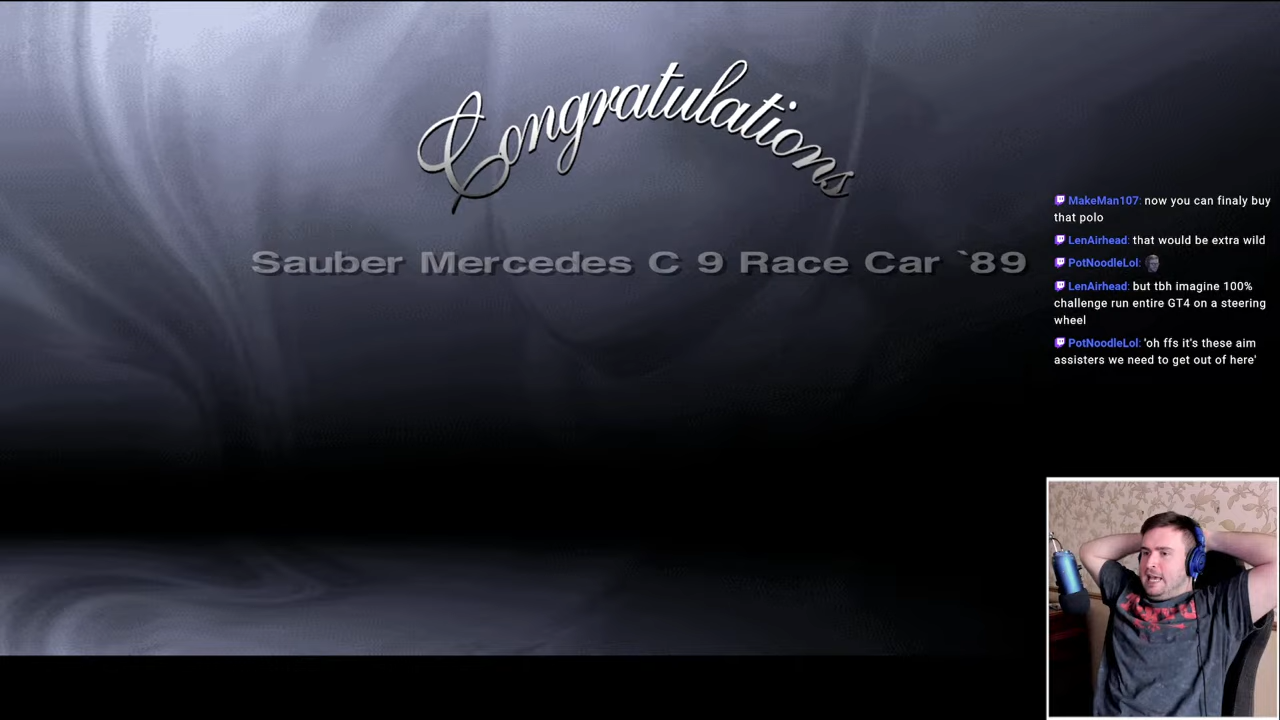 Congratulations
Sauber Mercedes C 9 Race Car `89
MakeMan107: now you can finaly buy
that polo
LenAirhead: that would be extra wild
PotNoodleLol:
LenAirhead: but tbh imagine 100%
challenge run entire GT4 on a steering
wheel
PotNoodleLol: 'oh ffs it's these aim
assisters we need to get out of here'